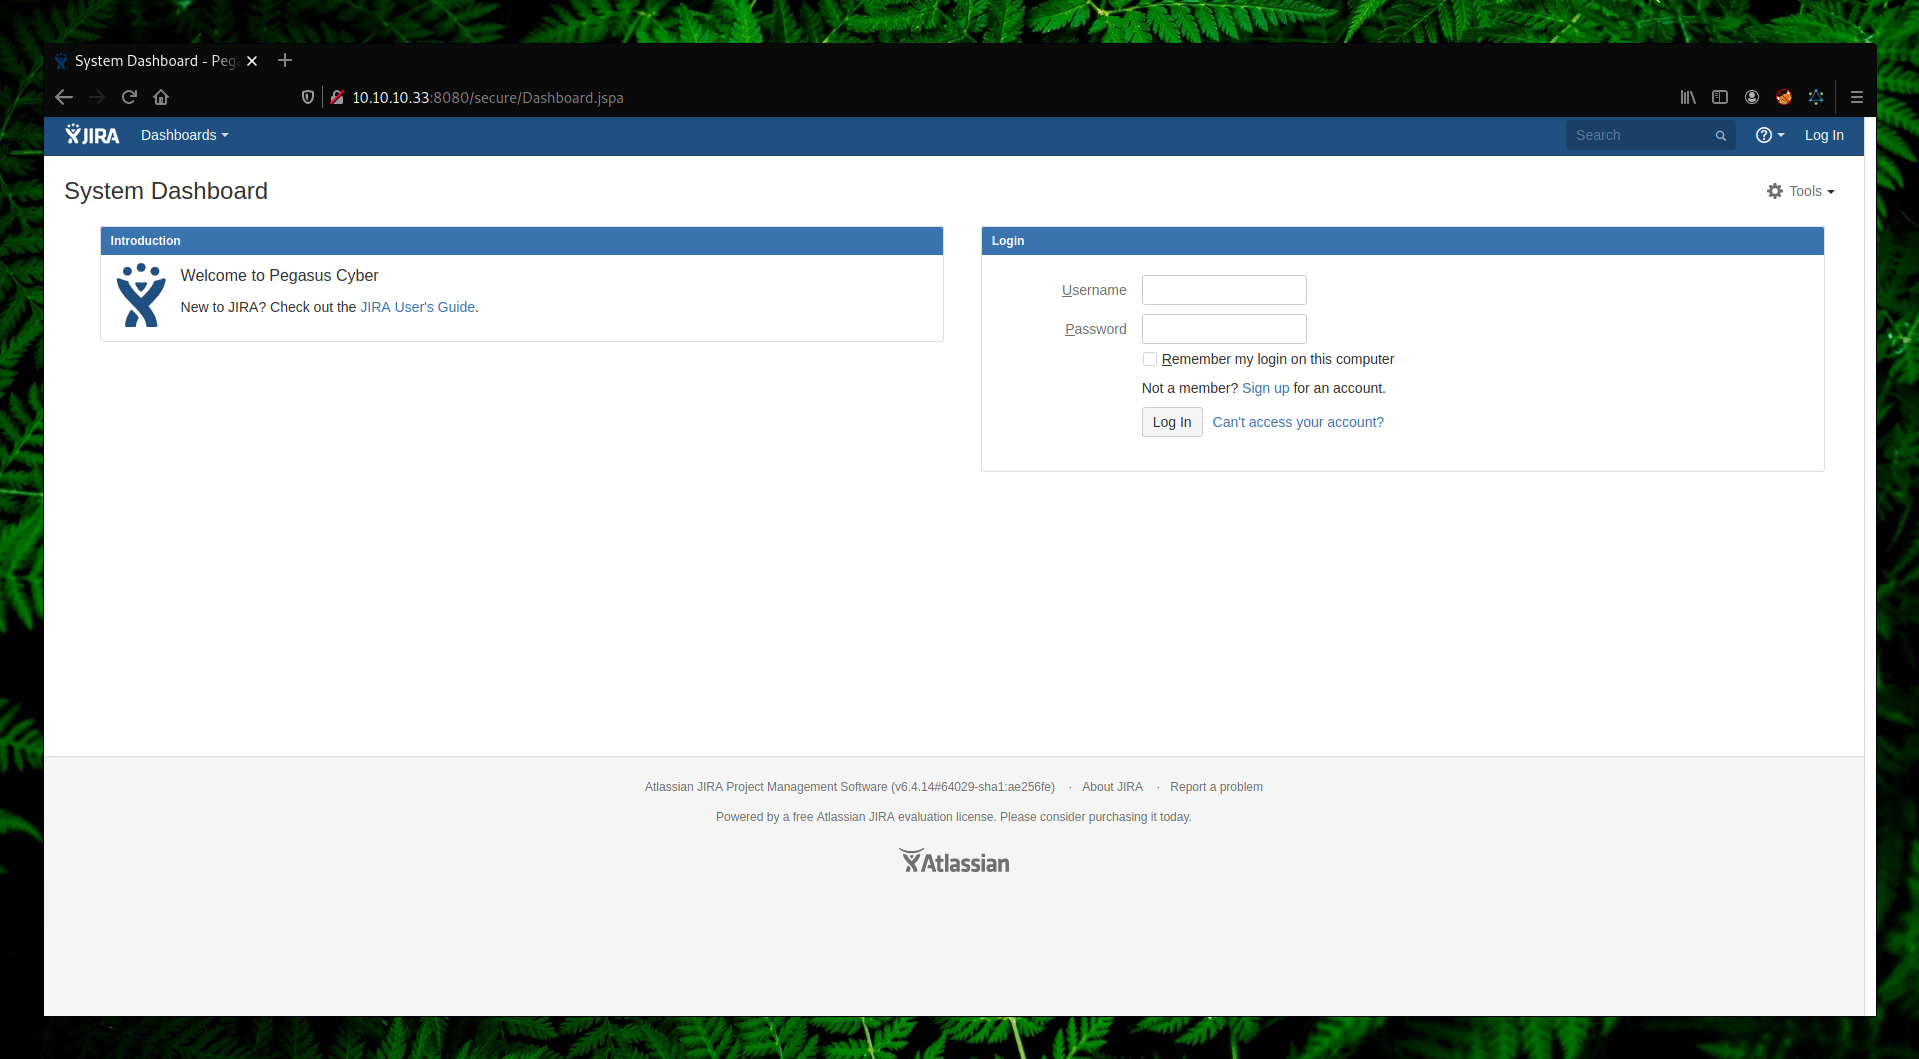 System Dashboard - Peg
10.10.10.33:8080/secure/Dashboard.jspa
JIRA Dashboards Search Log In
System Dashboard
Tools
Introduction
Welcome to Pegasus Cyber
New to JIRA? Check out the JIRA User's Guide.
Login
Username
Password
Remember my login on this computer
Not a member? Sign up for an account.
Log In Can't access your account?
Atlassian JIRA Project Management Software (v6.4.14#64029-sha1:ae256fe) · About JIRA · Report a problem
Powered by a free Atlassian JIRA evaluation license. Please consider purchasing it today.
Atlassian